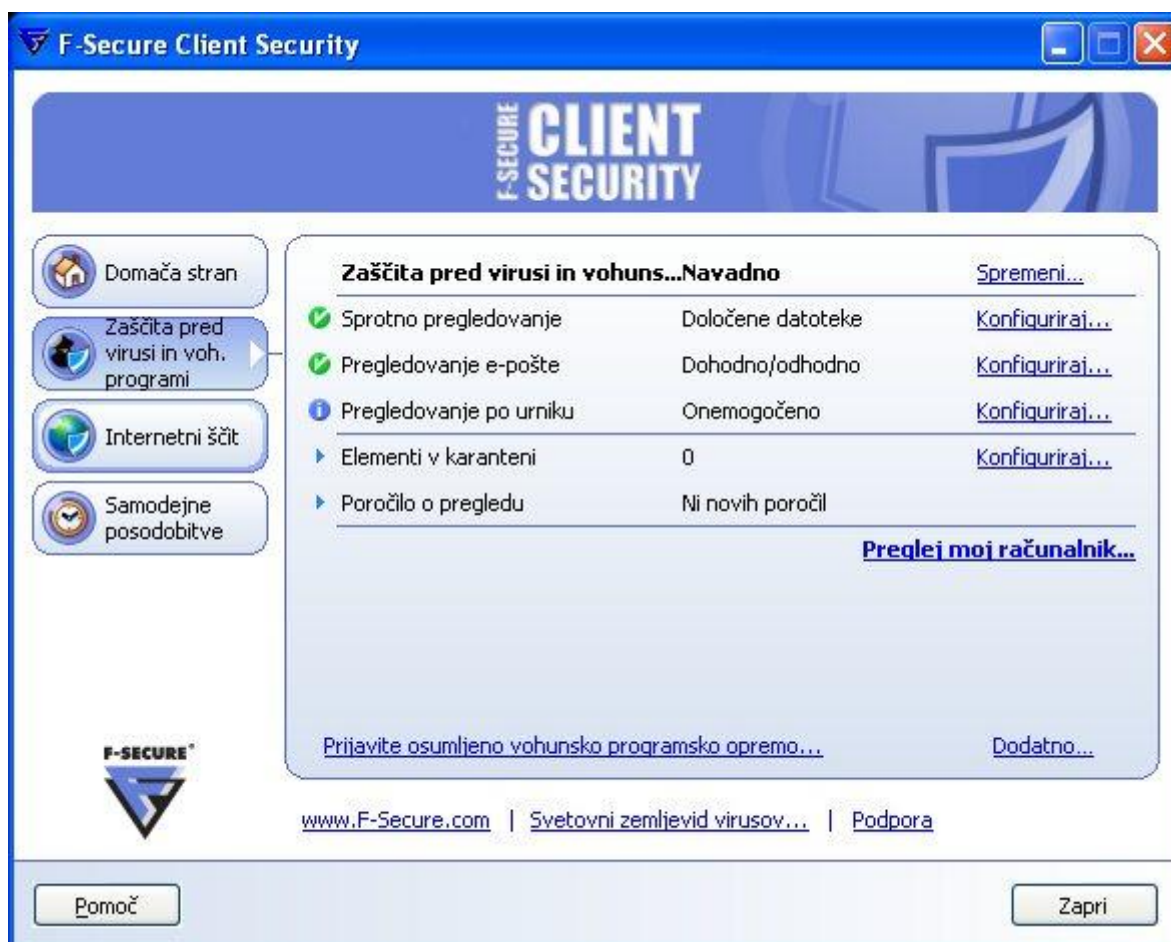 F-Secure Client Security
F-SECURE CLIENT SECURITY
Domača stran
Zaščita pred virusi in voh. programi
Internetni ščit
Samodejne posodobitve
Zaščita pred virusi in vohuns...Navadno Spremeni...
Sprotno pregledovanje Določene datoteke Konfiguriraj...
Pregledovanje e-pošte Dohodno/odhodno Konfiguriraj...
Pregledovanje po urniku Onemogočeno Konfiguriraj...
Elementi v karanteni 0 Konfiguriraj...
Poročilo o pregledu Ni novih poročil
Preglej moj računalnik...
Prijavite osumljeno vohunsko programsko opremo... Dodatno...
F-SECURE®
www.F-Secure.com | Svetovni zemljevid virusov... | Podpora
Pomoč Zapri